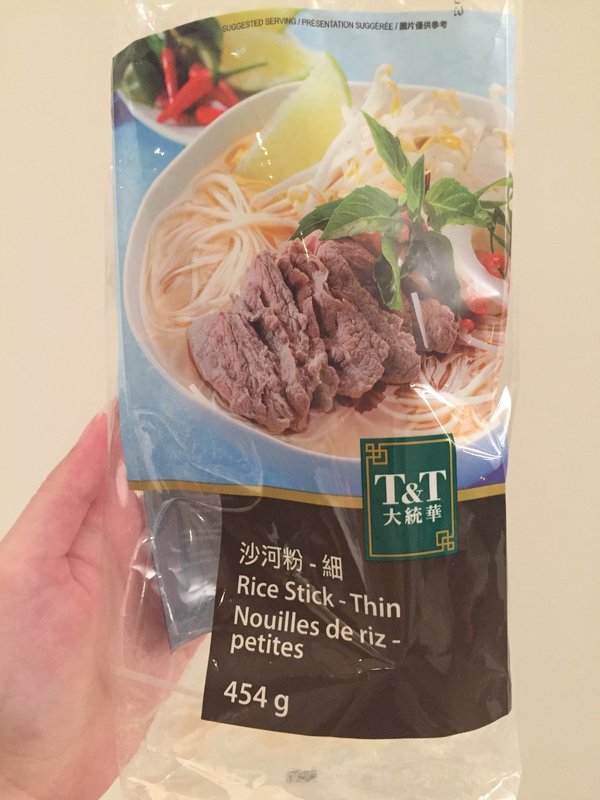 SUGGESTED SERVING / PRÉSENTATION SUGGÉRÉE / 圖片僅供參考
T&T
大統華
沙河粉 - 細
Rice Stick - Thin
Nouilles de riz -
petites
454 g